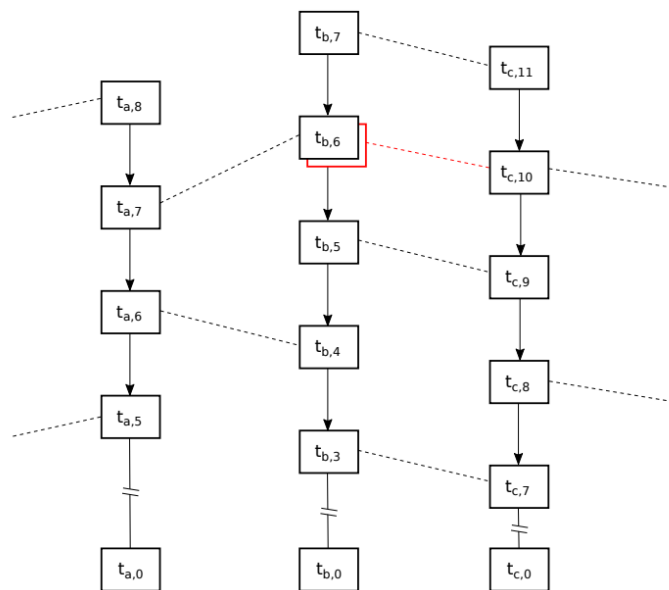 t_a,8
t_a,7
t_a,6
t_a,5
t_a,0
t_b,7
t_b,6
t_b,5
t_b,4
t_b,3
t_b,0
t_c,11
t_c,10
t_c,9
t_c,8
t_c,7
t_c,0